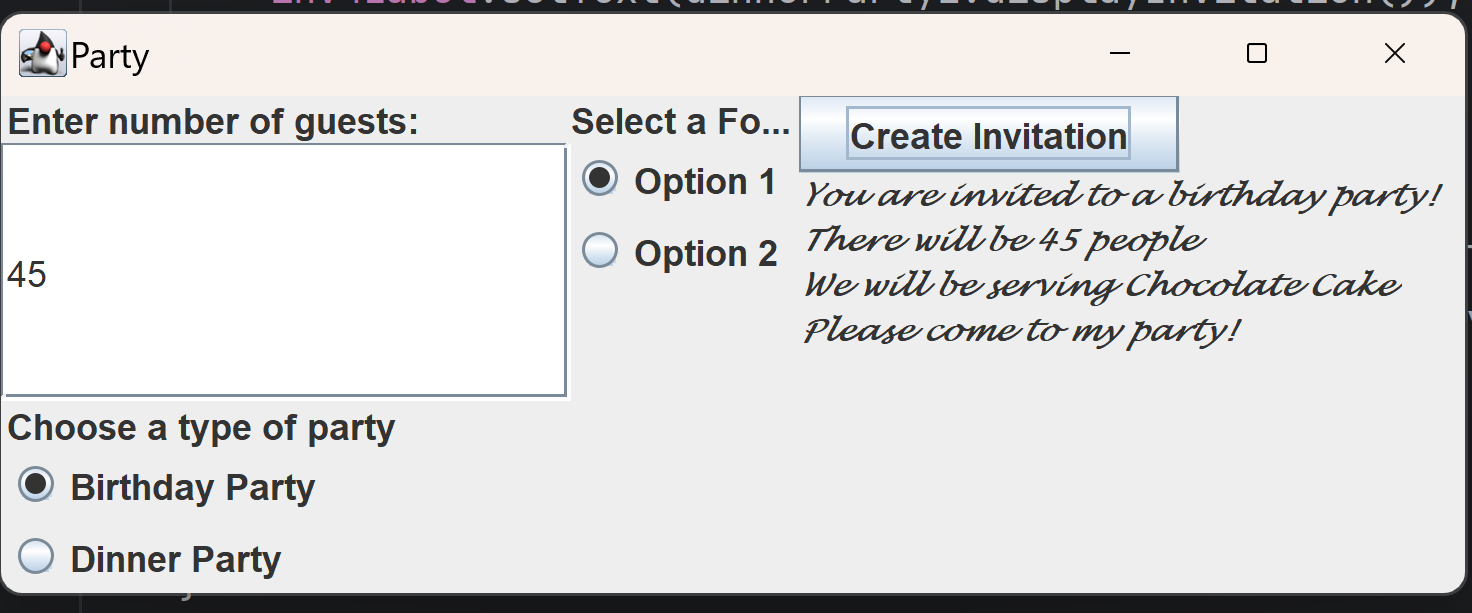 Party
Enter number of guests:
45
Choose a type of party
Birthday Party
Dinner Party
Select a Fo...
Option 1
Option 2
Create Invitation
You are invited to a birthday party!
There will be 45 people
We will be serving Chocolate Cake
Please come to my party!